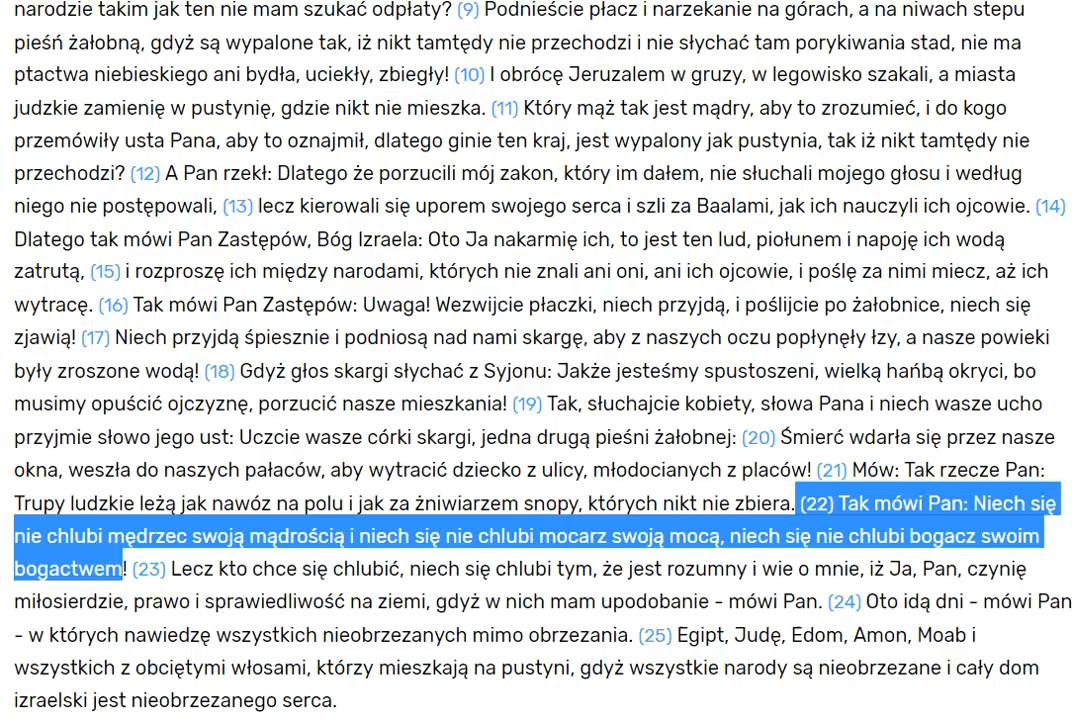 narodzie takim jak ten nie mam szukać odpłaty? (9) Podnieście płacz i narzekanie na górach, a na niwach stepu
pieśń żałobną, gdyż są wypalone tak, iż nikt tamtędy nie przechodzi i nie słychać tam porykiwania stad, nie ma
ptactwa niebieskiego ani bydła, uciekły, zbiegły! (10) I obrócę Jeruzalem w gruzy, w legowisko szakali, a miasta
judzkie zamienię w pustynię, gdzie nikt nie mieszka. (11) Który mąż tak jest mądry, aby to zrozumieć, i do kogo
przemówiły usta Pana, aby to oznajmił, dlatego ginie ten kraj, jest wypalony jak pustynia, tak iż nikt tamtędy nie
przechodzi? (12) A Pan rzekł: Dlatego że porzucili mój zakon, który im dałem, nie słuchali mojego głosu i według
niego nie postępowali, (13) lecz kierowali się uporem swojego serca i szli za Baalami, jak ich nauczyli ich ojcowie. (14)
Dlatego tak mówi Pan Zastępów, Bóg Izraela: Oto Ja nakarmię ich, to jest ten lud, piołunem i napoję ich wodą
zatrutą, (15) i rozproszę ich między narodami, których nie znali ani oni, ani ich ojcowie, i poślę za nimi miecz, aż ich
wytracę. (16) Tak mówi Pan Zastępów: Uwaga! Wezwijcie płaczki, niech przyjdą, i poślijcie po żałobnice, niech się
zjawią! (17) Niech przyjdą śpiesznie i podniosą nad nami skargę, aby z naszych oczu popłynęły łzy, a nasze powieki
były zroszone wodą! (18) Gdyż głos skargi słychać z Syjonu: Jakże jesteśmy spustoszeni, wielką hańbą okryci, bo
musimy opuścić ojczyznę, porzucić nasze mieszkania! (19) Tak, słuchajcie kobiety, słowa Pana i niech wasze ucho
przyjmie słowo jego ust: Uczcie wasze córki skargi, jedna drugą pieśni żałobnej: (20) Śmierć wdarła się przez nasze
okna, weszła do naszych pałaców, aby wytracić dziecko z ulicy, młodocianych z placów! (21) Mów: Tak rzecze Pan:
Trupy ludzkie leżą jak nawóz na polu i jak za żniwiarzem snopy, których nikt nie zbiera. (22) Tak mówi Pan: Niech się
nie chlubi mędrzec swoją mądrością i niech się nie chlubi mocarz swoją mocą, niech się nie chlubi bogacz swoim
bogactwem! (23) Lecz kto chce się chlubić, niech się chlubi tym, że jest rozumny i wie o mnie, iż Ja, Pan, czynię
miłosierdzie, prawo i sprawiedliwość na ziemi, gdyż w nich mam upodobanie - mówi Pan. (24) Oto idą dni - mówi Pan
- w których nawiedzę wszystkich nieobrzezanych mimo obrzezania. (25) Egipt, Judę, Edom, Amon, Moab i
wszystkich z obciętymi włosami, którzy mieszkają na pustyni, gdyż wszystkie narody są nieobrzezane i cały dom
izraelski jest nieobrzezanego serca.